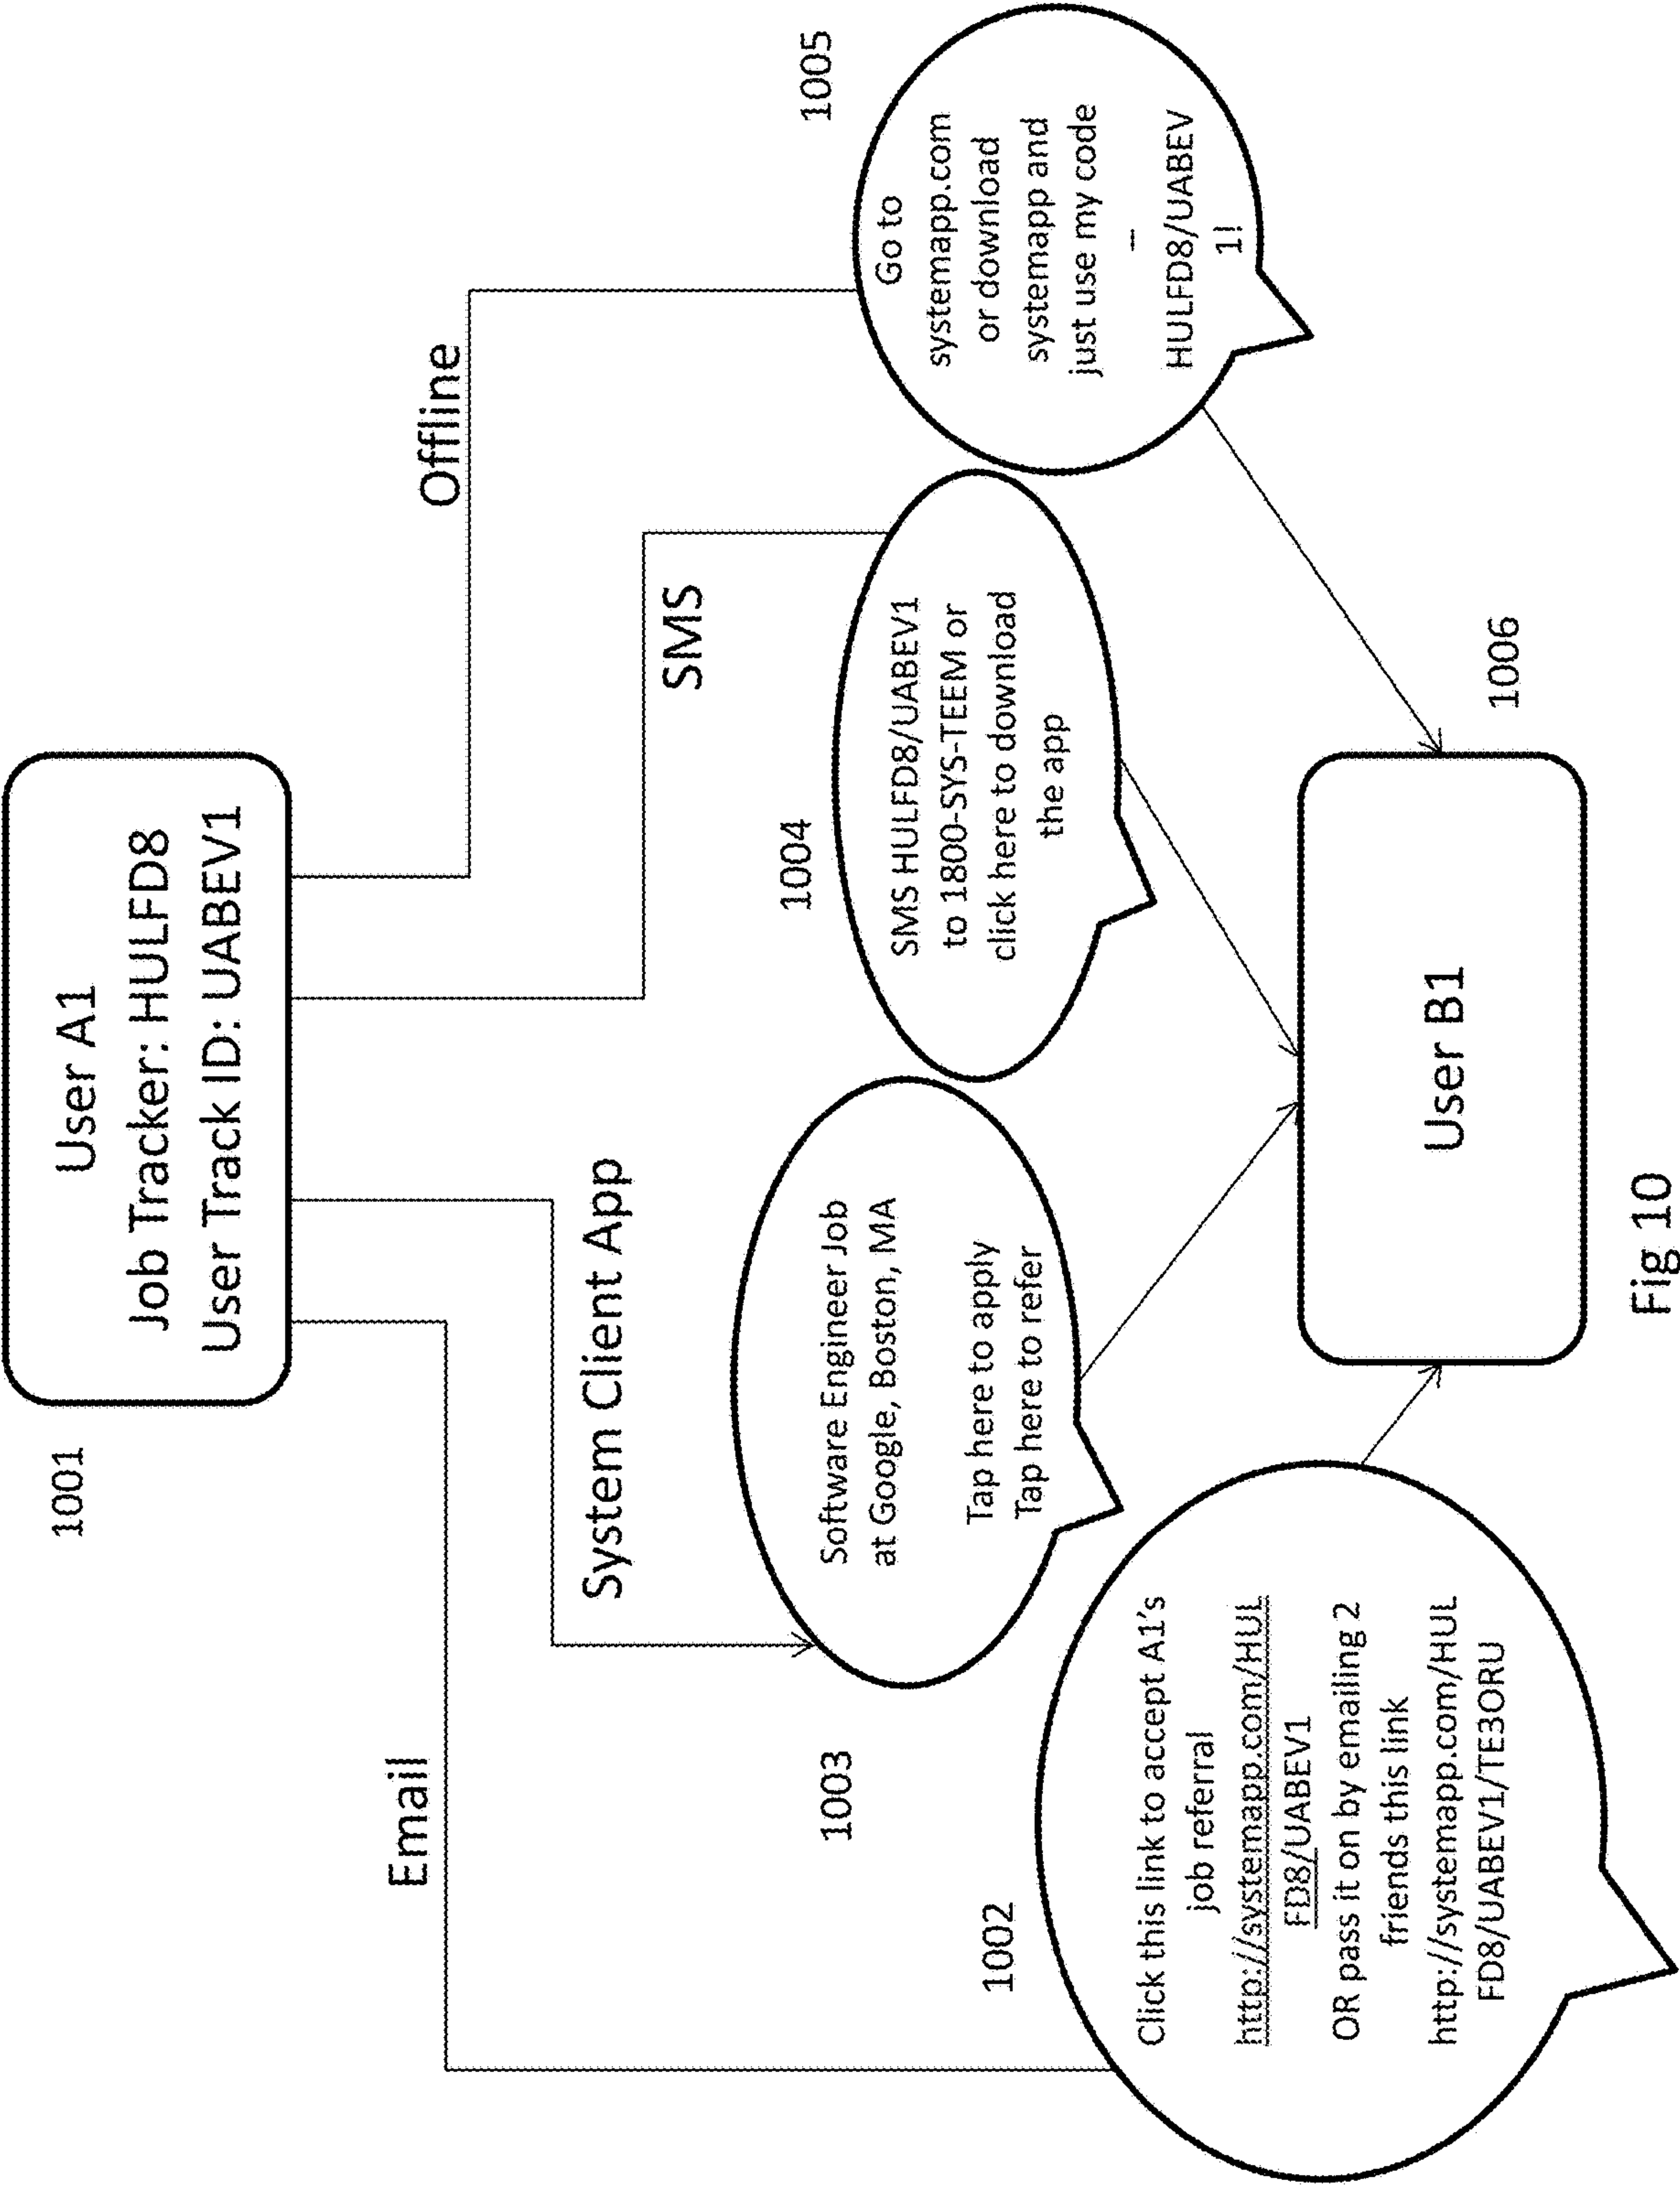 1001
User A1
Job Tracker: HULFD8
User Track ID: UABEV1
Email
System Client App
SMS
Offline
1002
Click this link to accept A1's
job referral
http://systemapp.com/HUL
FD8/UABEV1
OR pass it on by emailing 2
friends this link
http://systemapp.com/HUL
FD8/UABEV1/TE3ORU
1003
Software Engineer Job
at Google, Boston, MA
Tap here to apply
Tap here to refer
1004
SMS HULFD8/UABEV1
to 1800-SYS-TEEM or
click here to download
the app
1005
Go to
systemapp.com
or download
systemapp and
just use my code
–
HULFD8/UABEV
1!
1006
User B1
Fig 10